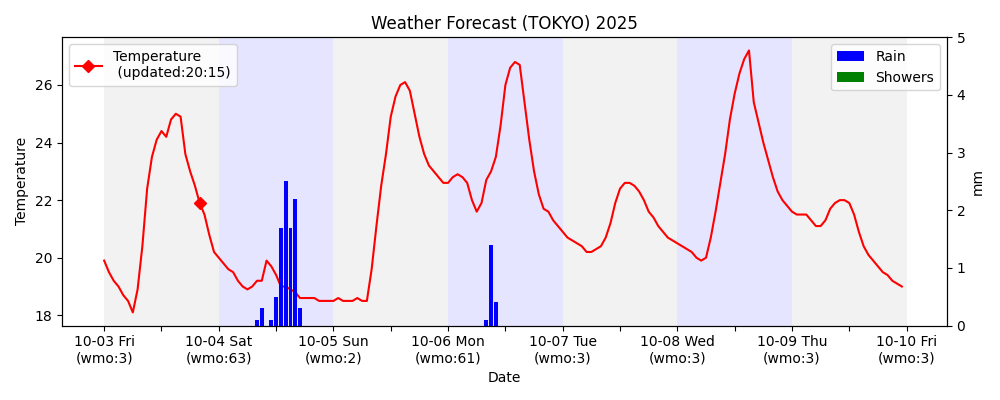 Weather Forecast (TOKYO) 2025
Temperature
(updated:20:15)
Rain
Showers
Temperature
26
24
22
20
18
5
4
3
2
1
0
mm
10-03 Fri
(wmo:3)
10-04 Sat
(wmo:63)
10-05 Sun
(wmo:2)
10-06 Mon
(wmo:61)
10-07 Tue
(wmo:3)
10-08 Wed
(wmo:3)
10-09 Thu
(wmo:3)
10-10 Fri
(wmo:3)
Date